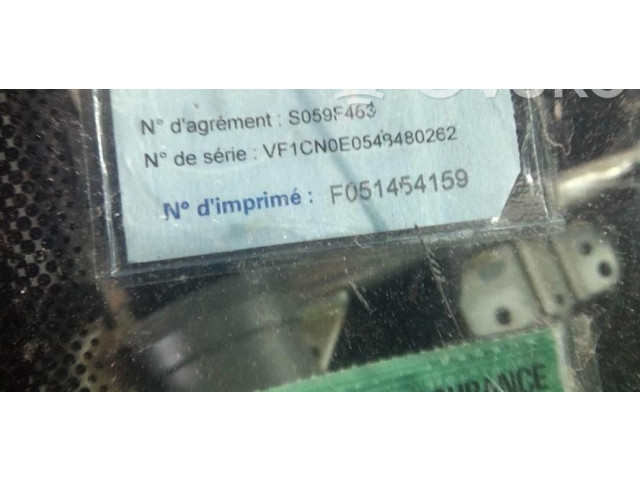 N° d'agrément : S059F463
N° de série : VF1CN0E0548480262
N° d'imprimé : F051454159